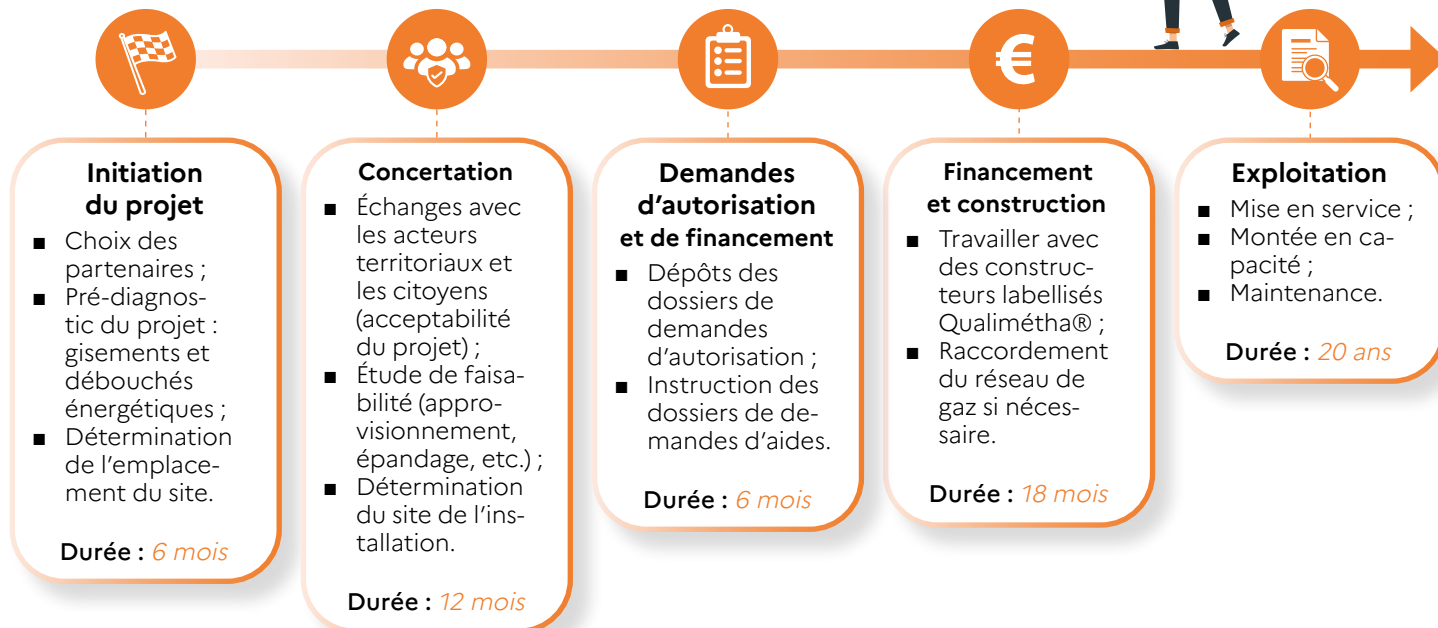 Initiation
du projet
■ Choix des
partenaires ;
■ Pré-diagnos-
tic du projet :
gisements et
débouchés
énergétiques ;
■ Détermination
de l'emplace-
ment du site.
Durée : 6 mois
Concertation
■ Échanges avec
les acteurs
territoriaux et
les citoyens
(acceptabilité
du projet) ;
■ Étude de faisa-
bilité (appro-
visionnement,
épandage, etc.) ;
■ Détermination
du site de l'ins-
tallation.
Durée : 12 mois
Demandes
d'autorisation
et de financement
■ Dépôts des
dossiers de
demandes
d'autorisation ;
■ Instruction des
dossiers de de-
mandes d'aides.
Durée : 6 mois
€
Financement
et construction
■ Travailler avec
des construc-
teurs labellisés
Qualimétha® ;
■ Raccordement
du réseau de
gaz si néces-
saire.
Durée : 18 mois
Exploitation
■ Mise en service ;
■ Montée en ca-
pacité ;
■ Maintenance.
Durée : 20 ans